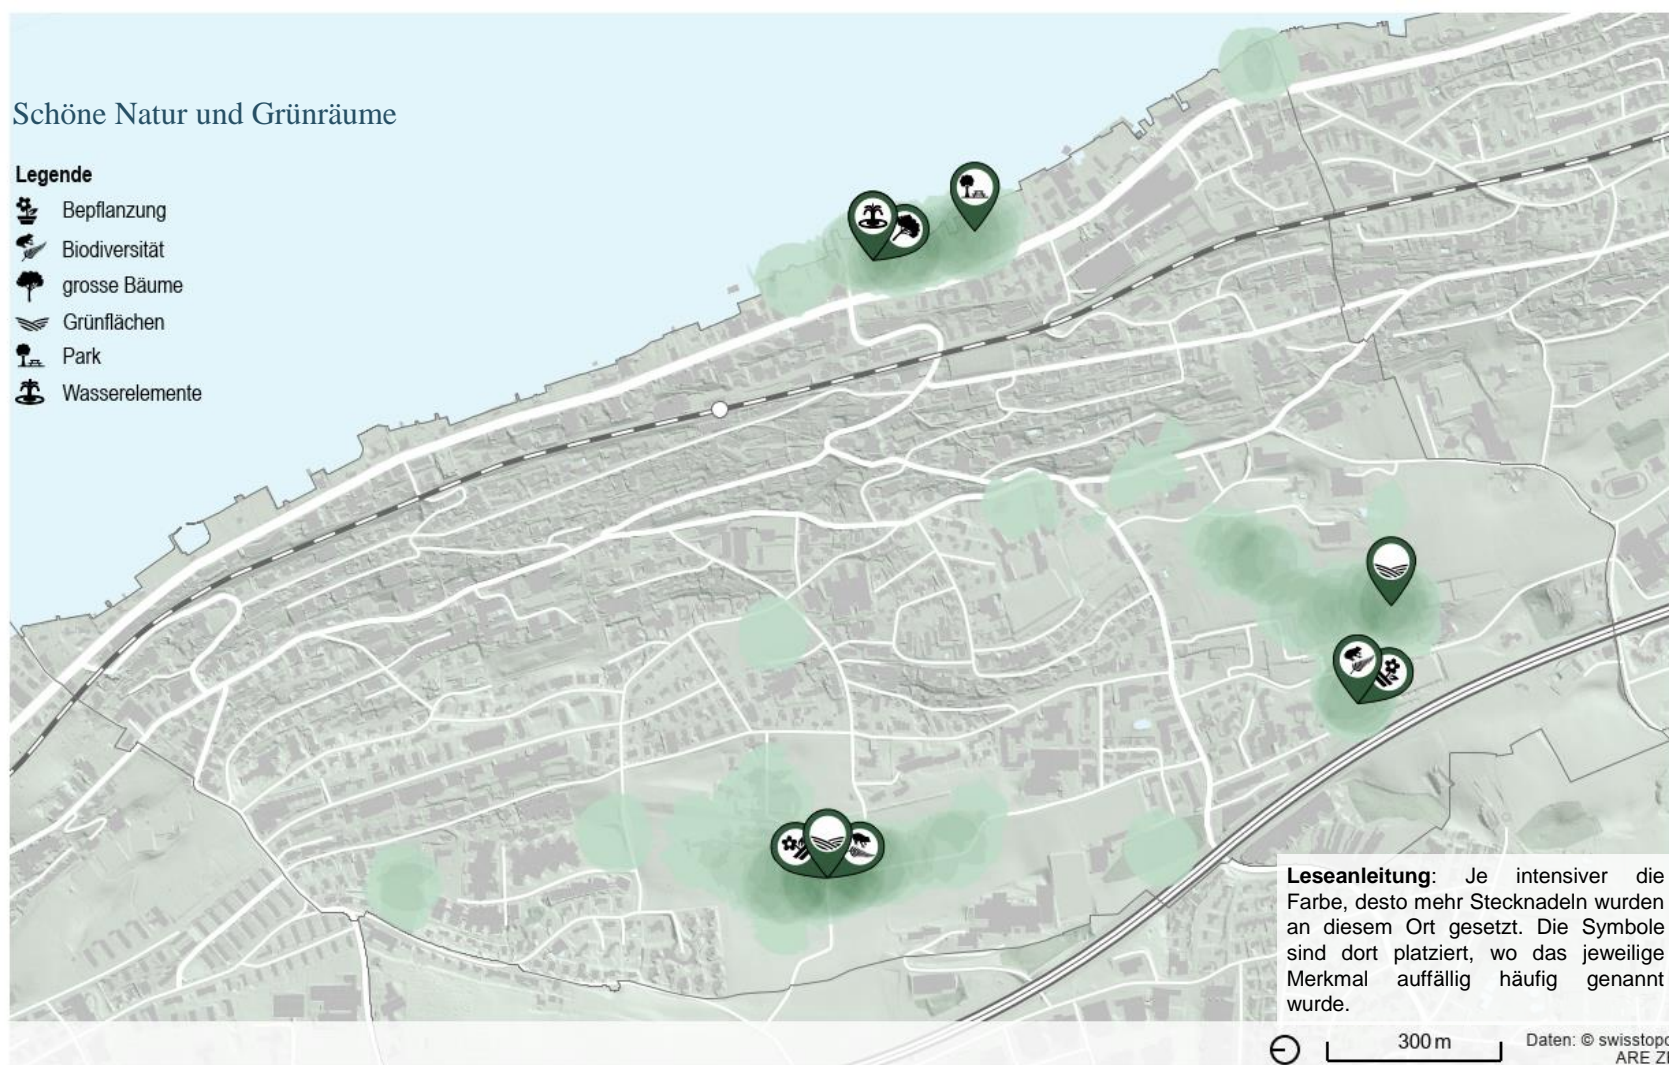 Schöne Natur und Grünräume
Legende
Bepflanzung
Biodiversität
grosse Bäume
Grünflächen
Park
Wasserelemente
Leseanleitung: Je intensiver die
Farbe, desto mehr Stecknadeln wurden
an diesem Ort gesetzt. Die Symbole
sind dort platziert, wo das jeweilige
Merkmal auffällig häufig genannt
wurde.
300 m
Daten: © swisstopo
ARE